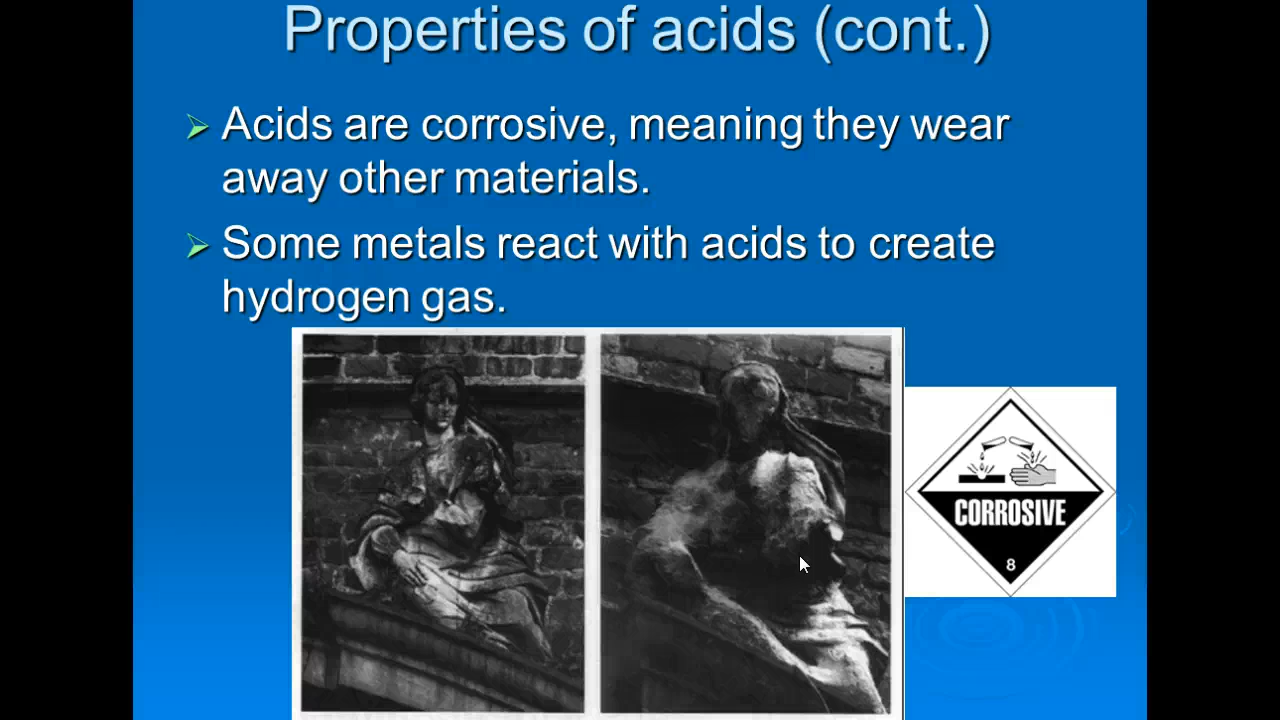 Properties of acids (cont.)
Acids are corrosive, meaning they wear
away other materials.
Some metals react with acids to create
hydrogen gas.
CORROSIVE
8